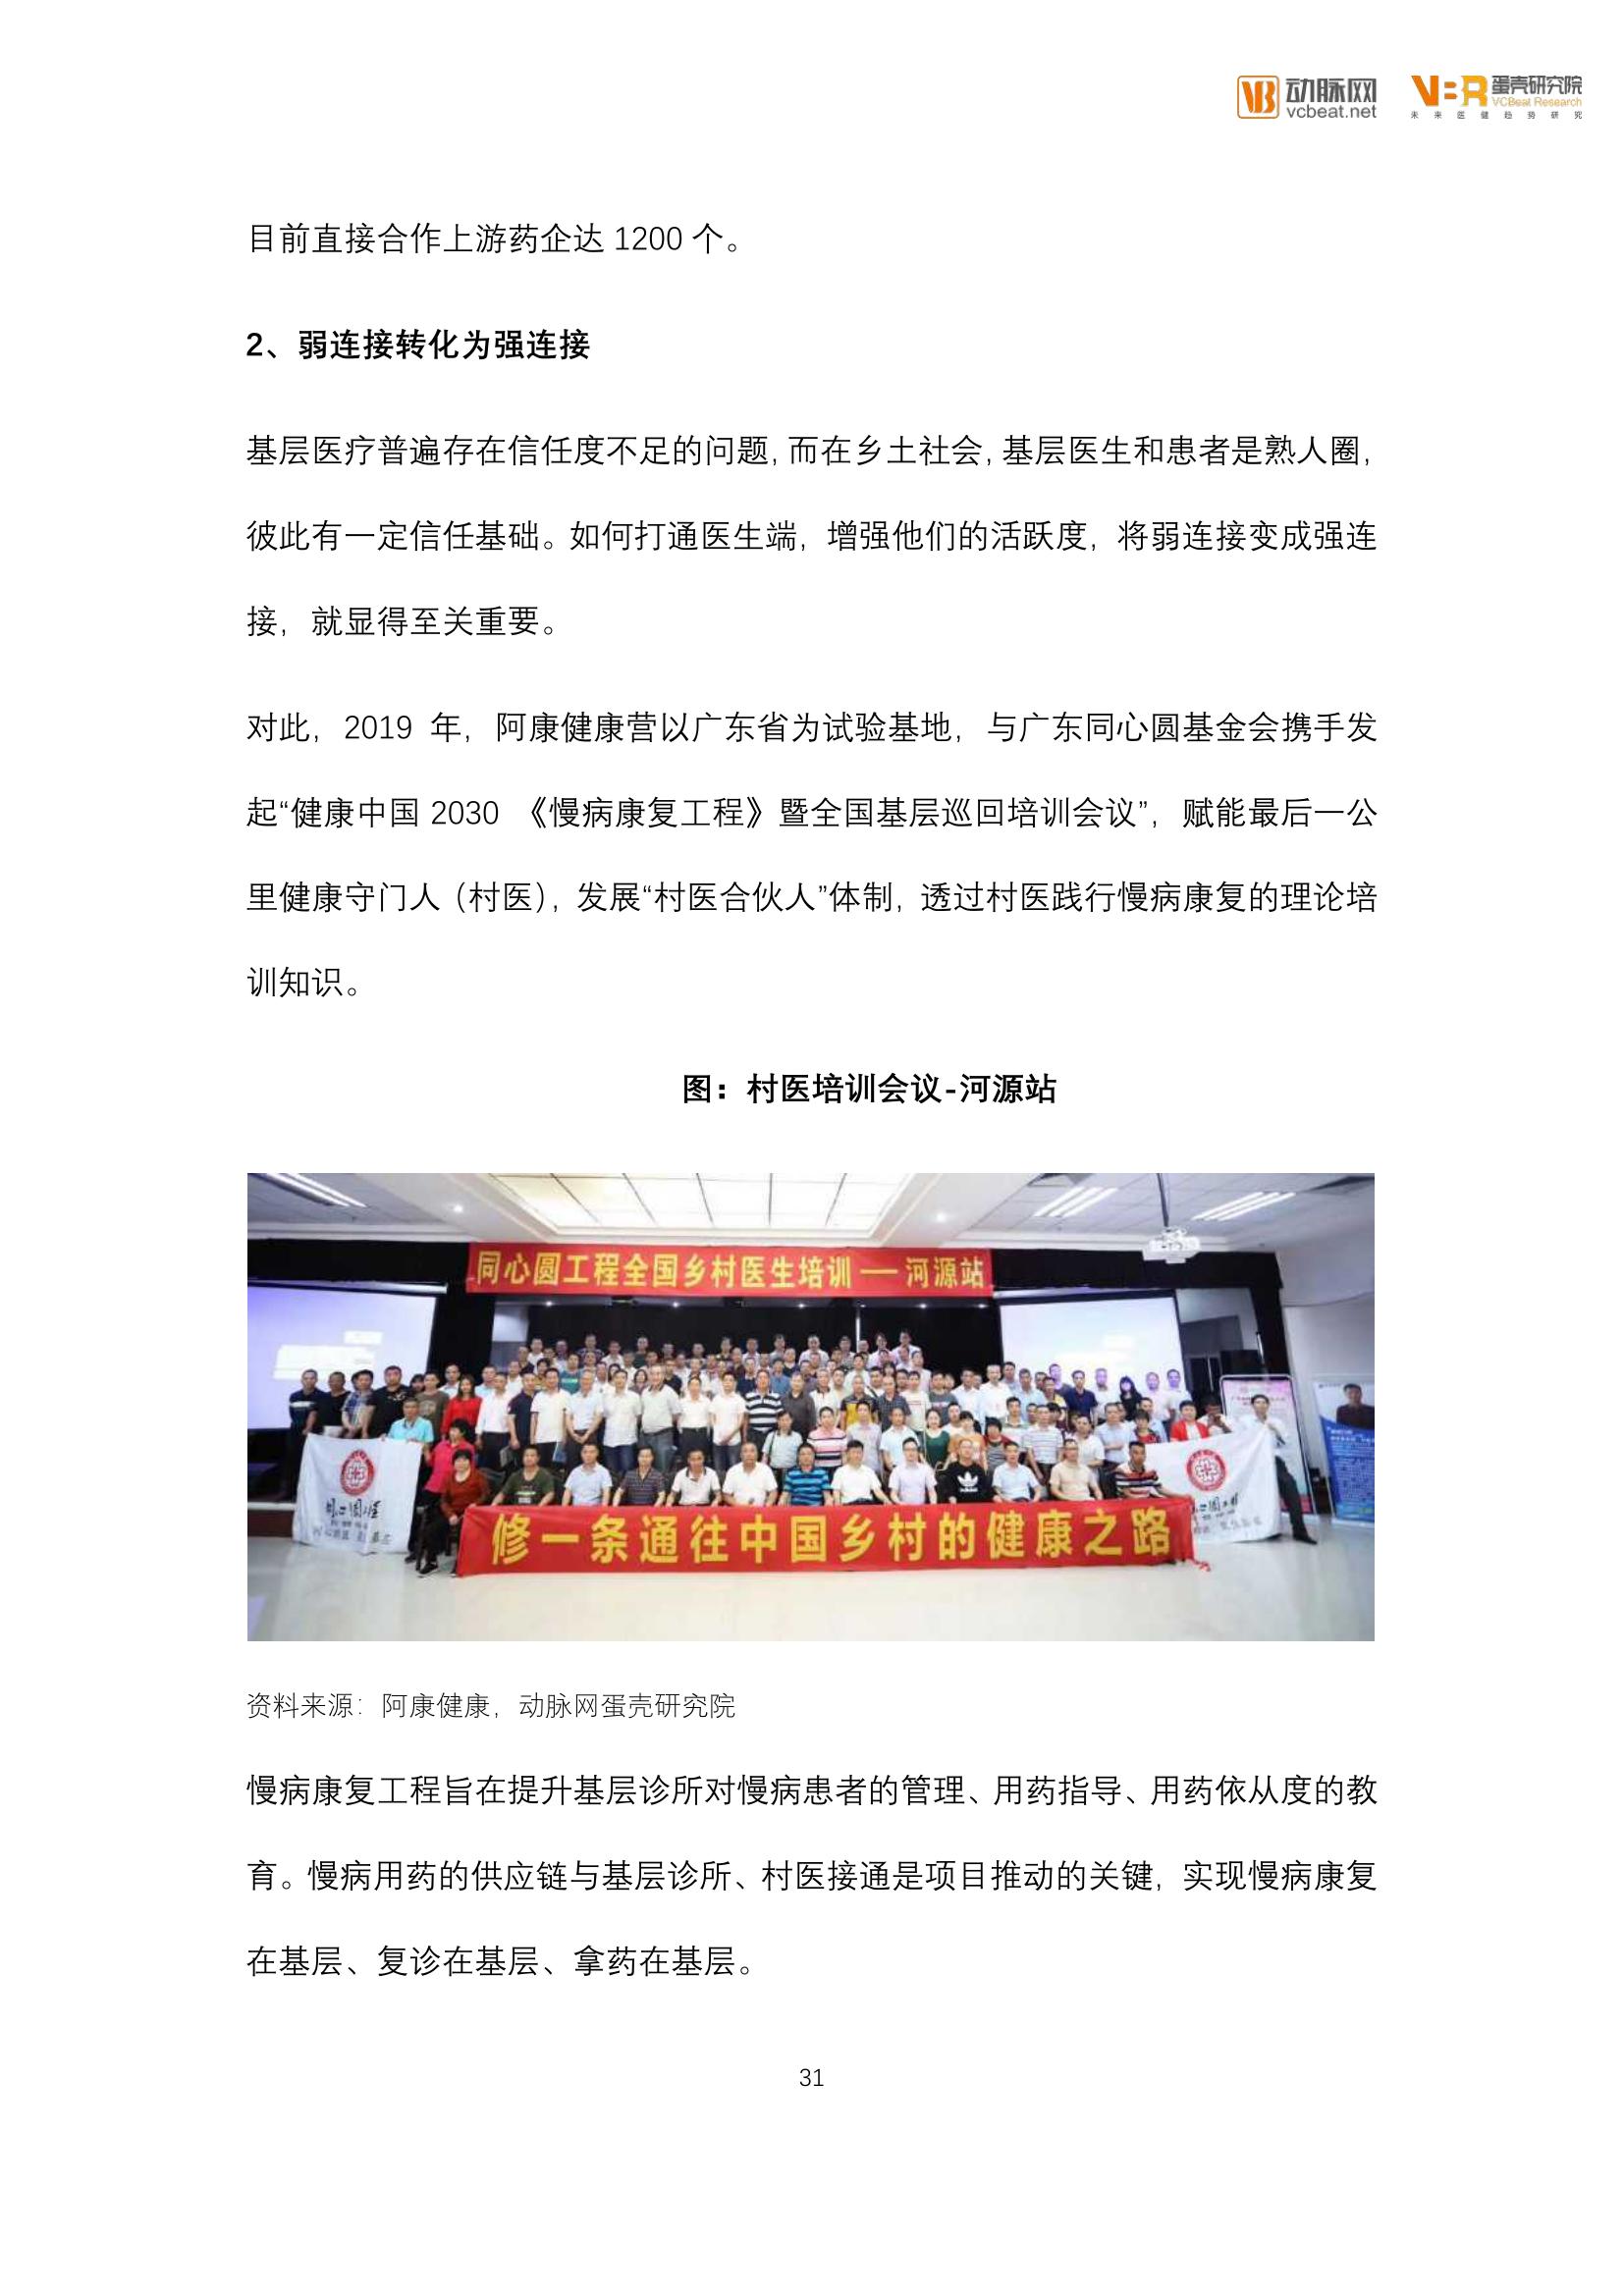 动脉网
vcbeat.net
VBR 蛋壳研究院
VCBeat Research
未来医健趋势研究
目前直接合作上游药企达 1200 个。
2、弱连接转化为强连接
基层医疗普遍存在信任度不足的问题，而在乡土社会，基层医生和患者是熟人圈，
彼此有一定信任基础。如何打通医生端，增强他们的活跃度，将弱连接变成强连
接，就显得至关重要。
对此，2019 年，阿康健康营以广东省为试验基地，与广东同心圆基金会携手发
起“健康中国 2030 《慢病康复工程》暨全国基层巡回培训会议”，赋能最后一公
里健康守门人（村医），发展“村医合伙人”体制，透过村医践行慢病康复的理论培
训知识。
图：村医培训会议-河源站
同心圆工程全国乡村医生培训 — 河源站
同心圆工程
修一条通往中国乡村的健康之路
资料来源：阿康健康，动脉网蛋壳研究院
慢病康复工程旨在提升基层诊所对慢病患者的管理、用药指导、用药依从度的教
育。慢病用药的供应链与基层诊所、村医接通是项目推动的关键，实现慢病康复
在基层、复诊在基层、拿药在基层。
31